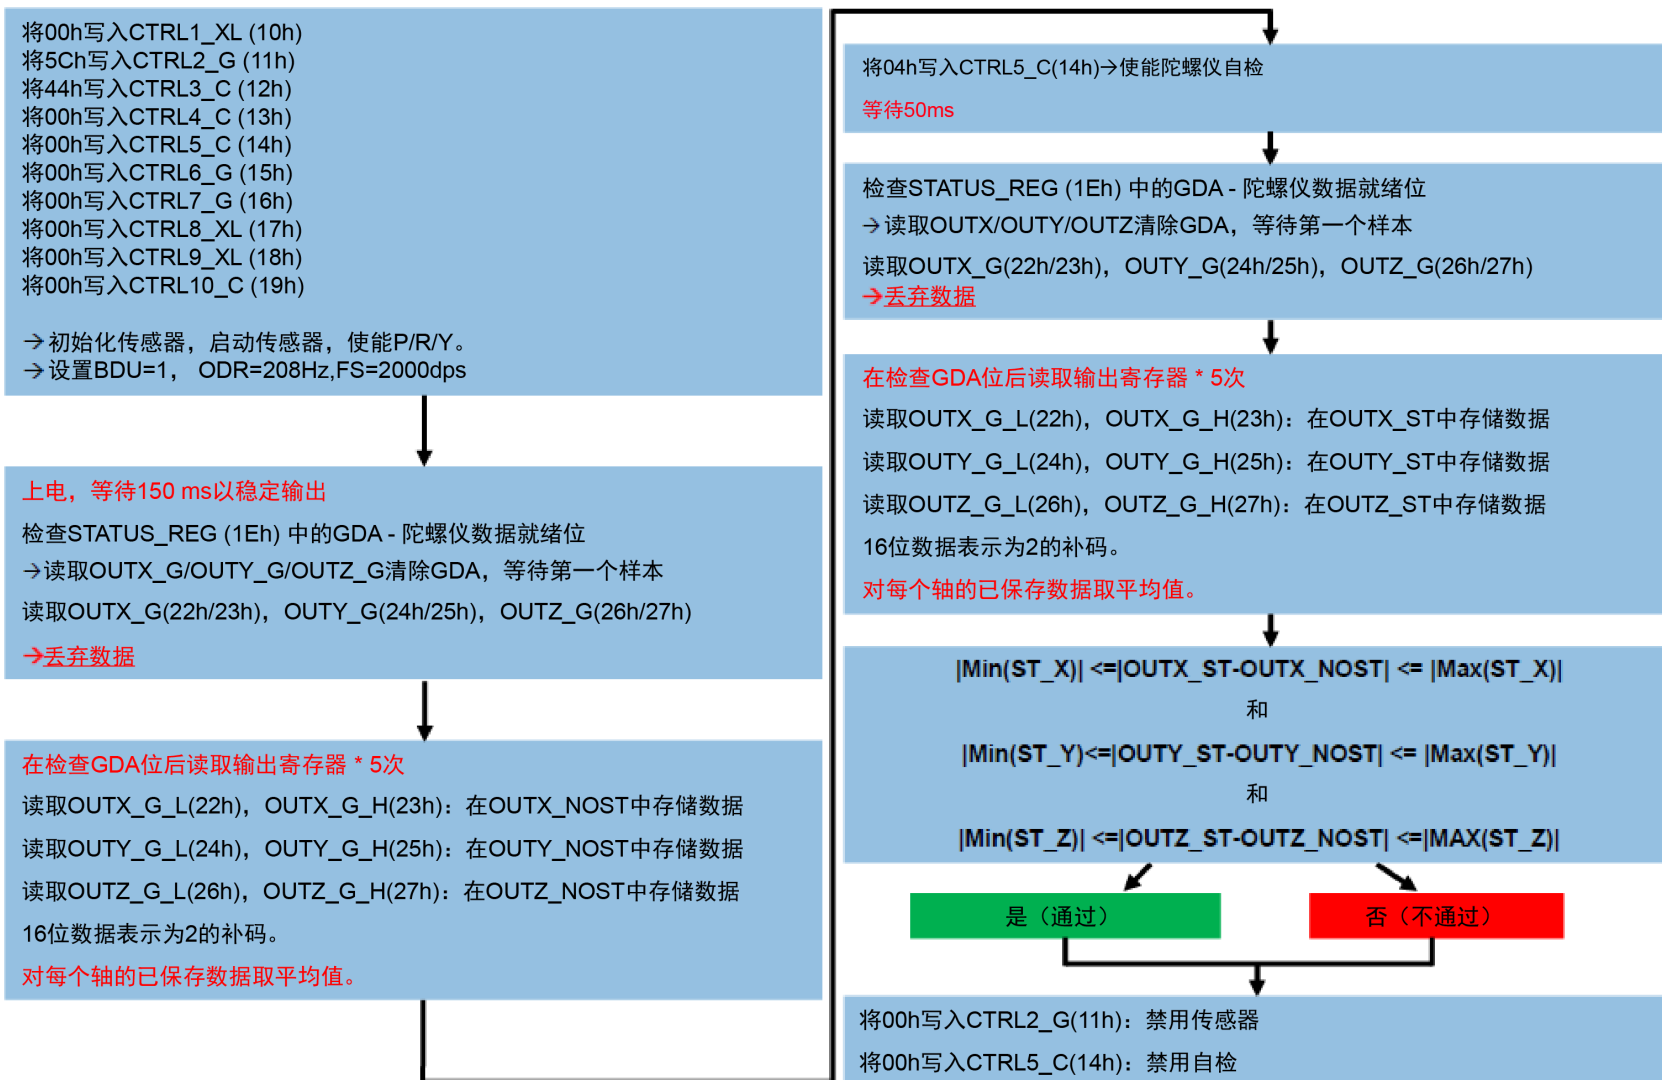 将00h写入CTRL1_XL (10h)
将5Ch写入CTRL2_G (11h)
将44h写入CTRL3_C (12h)
将00h写入CTRL4_C (13h)
将00h写入CTRL5_C (14h)
将00h写入CTRL6_G (15h)
将00h写入CTRL7_G (16h)
将00h写入CTRL8_XL (17h)
将00h写入CTRL9_XL (18h)
将00h写入CTRL10_C (19h)
→初始化传感器，启动传感器，使能P/R/Y。
→设置BDU=1， ODR=208Hz,FS=2000dps
上电，等待150 ms以稳定输出
检查STATUS_REG (1Eh) 中的GDA - 陀螺仪数据就绪位
→读取OUTX_G/OUTY_G/OUTZ_G清除GDA，等待第一个样本
读取OUTX_G(22h/23h)，OUTY_G(24h/25h)，OUTZ_G(26h/27h)
→丢弃数据
在检查GDA位后读取输出寄存器 * 5次
读取OUTX_G_L(22h)，OUTX_G_H(23h)：在OUTX_NOST中存储数据
读取OUTY_G_L(24h)，OUTY_G_H(25h)：在OUTY_NOST中存储数据
读取OUTZ_G_L(26h)，OUTZ_G_H(27h)：在OUTZ_NOST中存储数据
16位数据表示为2的补码。
对每个轴的已保存数据取平均值。
将04h写入CTRL5_C(14h)→使能陀螺仪自检
等待50ms
检查STATUS_REG (1Eh) 中的GDA - 陀螺仪数据就绪位
→读取OUTX/OUTY/OUTZ清除GDA，等待第一个样本
读取OUTX_G(22h/23h)，OUTY_G(24h/25h)，OUTZ_G(26h/27h)
→丢弃数据
在检查GDA位后读取输出寄存器 * 5次
读取OUTX_G_L(22h)，OUTX_G_H(23h)：在OUTX_ST中存储数据
读取OUTY_G_L(24h)，OUTY_G_H(25h)：在OUTY_ST中存储数据
读取OUTZ_G_L(26h)，OUTZ_G_H(27h)：在OUTZ_ST中存储数据
16位数据表示为2的补码。
对每个轴的已保存数据取平均值。
|Min(ST_X)| <=|OUTX_ST-OUTX_NOST| <= |Max(ST_X)|
和
|Min(ST_Y)<=|OUTY_ST-OUTY_NOST| <= |Max(ST_Y)|
和
|Min(ST_Z)| <=|OUTZ_ST-OUTZ_NOST| <=|MAX(ST_Z)|
是（通过）
否（不通过）
将00h写入CTRL2_G(11h)：禁用传感器
将00h写入CTRL5_C(14h)：禁用自检